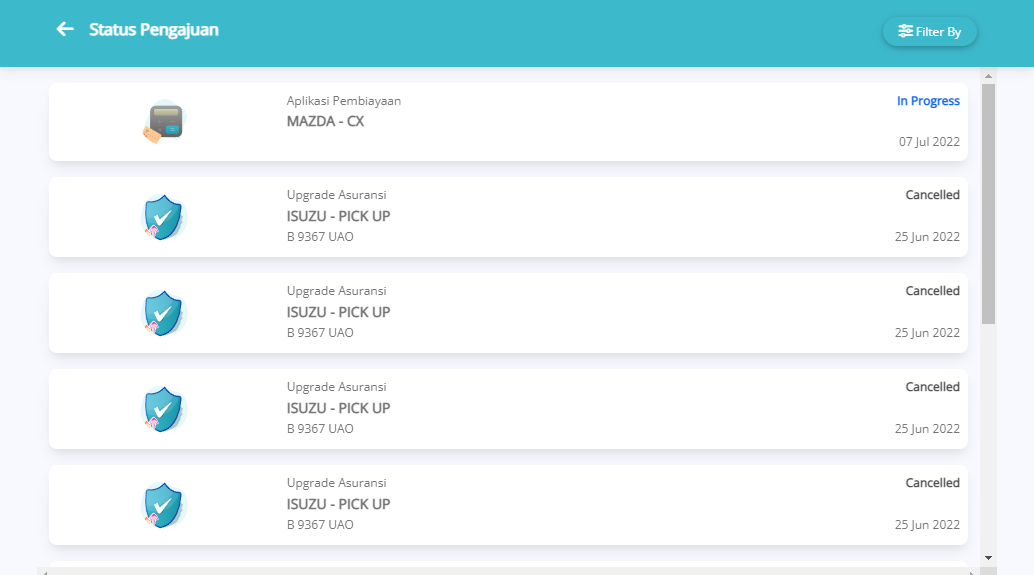 Status Pengajuan
Filter By
Aplikasi Pembiayaan
In Progress
MAZDA - CX
07 Jul 2022
Upgrade Asuransi
Cancelled
ISUZU - PICK UP
B 9367 UAO
25 Jun 2022
Upgrade Asuransi
Cancelled
ISUZU - PICK UP
B 9367 UAO
25 Jun 2022
Upgrade Asuransi
Cancelled
ISUZU - PICK UP
B 9367 UAO
25 Jun 2022
Upgrade Asuransi
Cancelled
ISUZU - PICK UP
B 9367 UAO
25 Jun 2022